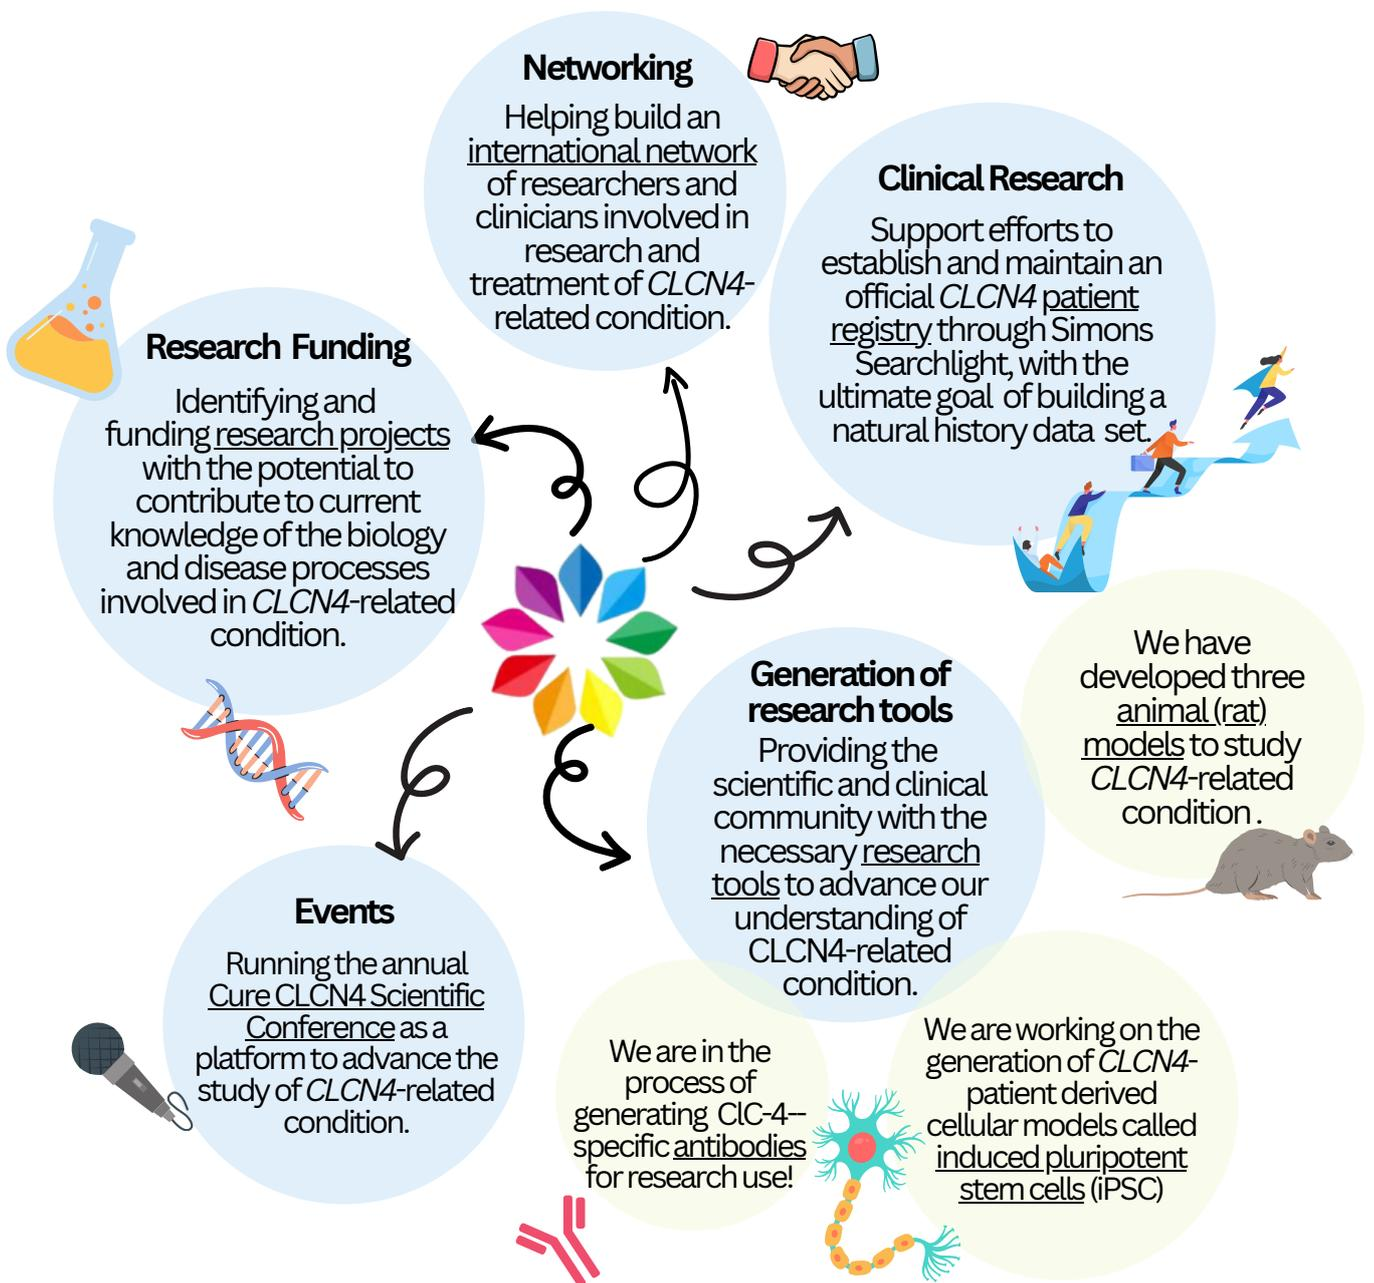 Networking
Helping build an
international network
of researchers and
clinicians involved in
research and
treatment of CLCN4-
related condition.
Clinical Research
Support efforts to
establish and maintain an
official CLCN4 patient
registry through Simons
Searchlight, with the
ultimate goal of building a
natural history data set.
Research Funding
Identifying and
funding research projects
with the potential to
contribute to current
knowledge of the biology
and disease processes
involved in CLCN4-related
condition.
Generation of
research tools
Providing the
scientific and clinical
community with the
necessary research
tools to advance our
understanding of
CLCN4-related
condition.
We have
developed three
animal (rat)
models to study
CLCN4-related
condition .
Events
Running the annual
Cure CLCN4 Scientific
Conference as a
platform to advance the
study of CLCN4-related
condition.
We are in the
process of
generating ClC-4--
specific antibodies
for research use!
We are working on the
generation of CLCN4-
patient derived
cellular models called
induced pluripotent
stem cells (iPSC)